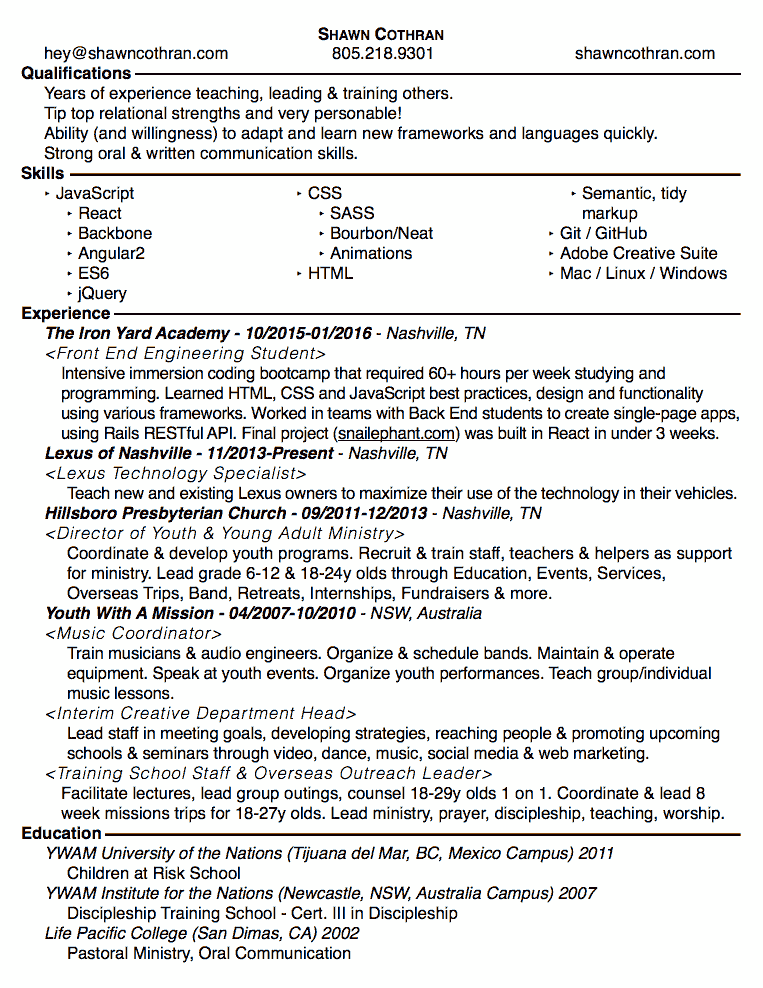 SHAWN COTHRAN
hey@shawncothran.com 805.218.9301 shawncothran.com
Qualifications
Years of experience teaching, leading & training others.
Tip top relational strengths and very personable!
Ability (and willingness) to adapt and learn new frameworks and languages quickly.
Strong oral & written communication skills.
Skills
‣ JavaScript
‣ React
‣ Backbone
‣ Angular2
‣ ES6
‣ jQuery
‣ CSS
‣ SASS
‣ Bourbon/Neat
‣ Animations
‣ HTML
‣ Semantic, tidy
markup
‣ Git / GitHub
‣ Adobe Creative Suite
‣ Mac / Linux / Windows
Experience
The Iron Yard Academy - 10/2015-01/2016 - Nashville, TN
<Front End Engineering Student>
Intensive immersion coding bootcamp that required 60+ hours per week studying and
programming. Learned HTML, CSS and JavaScript best practices, design and functionality
using various frameworks. Worked in teams with Back End students to create single-page apps,
using Rails RESTful API. Final project (snailephant.com) was built in React in under 3 weeks.
Lexus of Nashville - 11/2013-Present - Nashville, TN
<Lexus Technology Specialist>
Teach new and existing Lexus owners to maximize their use of the technology in their vehicles.
Hillsboro Presbyterian Church - 09/2011-12/2013 - Nashville, TN
<Director of Youth & Young Adult Ministry>
Coordinate & develop youth programs. Recruit & train staff, teachers & helpers as support
for ministry. Lead grade 6-12 & 18-24y olds through Education, Events, Services,
Overseas Trips, Band, Retreats, Internships, Fundraisers & more.
Youth With A Mission - 04/2007-10/2010 - NSW, Australia
<Music Coordinator>
Train musicians & audio engineers. Organize & schedule bands. Maintain & operate
equipment. Speak at youth events. Organize youth performances. Teach group/individual
music lessons.
<Interim Creative Department Head>
Lead staff in meeting goals, developing strategies, reaching people & promoting upcoming
schools & seminars through video, dance, music, social media & web marketing.
<Training School Staff & Overseas Outreach Leader>
Facilitate lectures, lead group outings, counsel 18-29y olds 1 on 1. Coordinate & lead 8
week missions trips for 18-27y olds. Lead ministry, prayer, discipleship, teaching, worship.
Education
YWAM University of the Nations (Tijuana del Mar, BC, Mexico Campus) 2011
Children at Risk School
YWAM Institute for the Nations (Newcastle, NSW, Australia Campus) 2007
Discipleship Training School - Cert. III in Discipleship
Life Pacific College (San Dimas, CA) 2002
Pastoral Ministry, Oral Communication